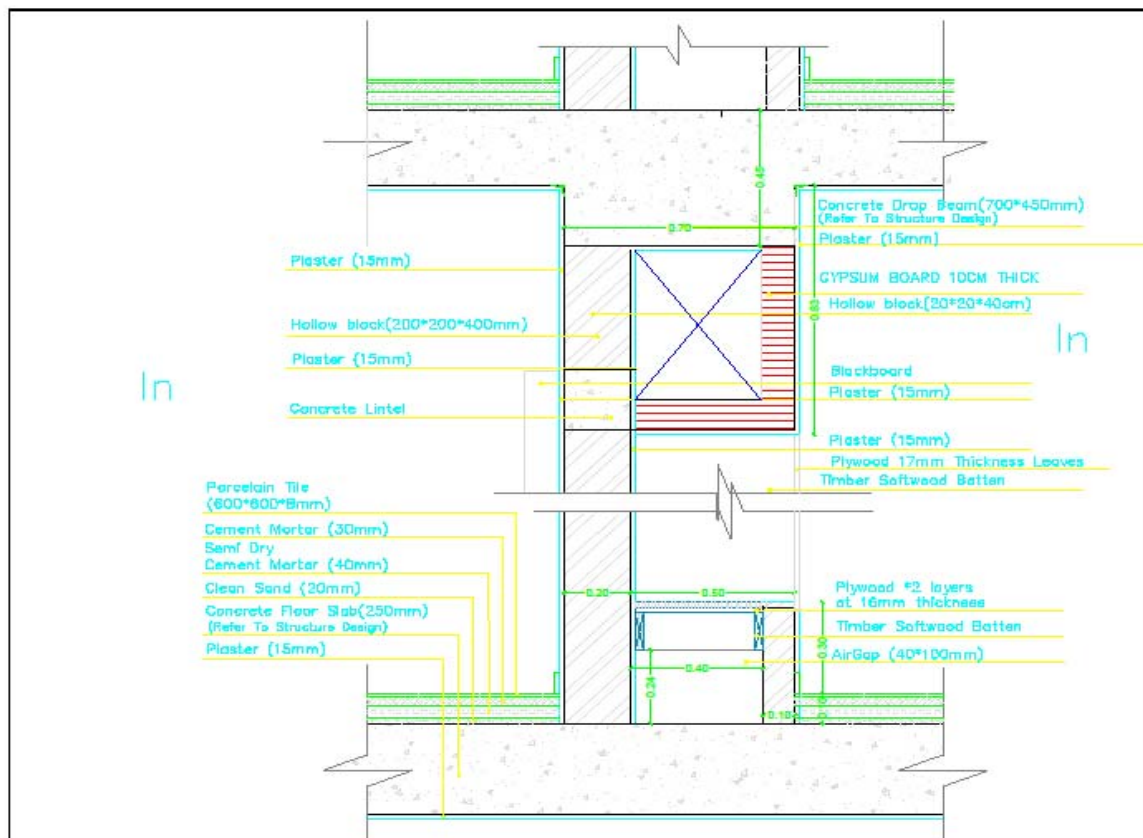 0.45
Concrete Drop Beam(700*450mm)
(Refer To Structure Design)
0.70
Plaster (15mm)
Plaster (15mm)
GYPSUM BOARD 10CM THICK
Hollow block(20*20*40cm)
Hollow block(200*200*400mm)
In
Plaster (15mm)
Blackboard
In
Plaster (15mm)
Concrete Lintel
Plaster (15mm)
Plywood 17mm Thickness Leaves
Timber Softwood Batten
Porcelain Tile
(600*600*8mm)
Cement Mortar (30mm)
Semi Dry
Cement Mortar (40mm)
Clean Sand (20mm)
Concrete Floor Slab(250mm)
(Refer To Structure Design)
Plaster (15mm)
0.20
0.50
Plywood *2 layers
at 16mm thickness
Timber Softwood Batten
AirGap (40*100mm)
0.30
0.40
0.24
0.10